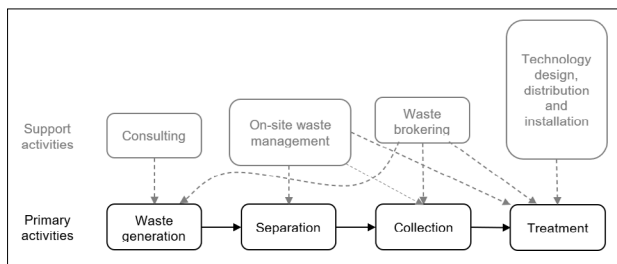 Technology
design,
distribution
and
installation
Support
activities
Consulting
On-site waste
management
Waste
brokering
Primary
activities
Waste
generation
Separation
Collection
Treatment